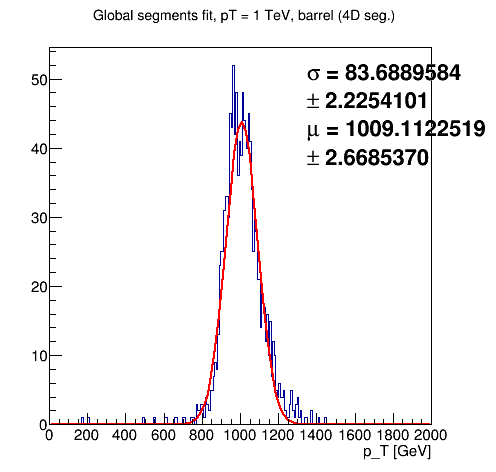 Global segments fit, pT = 1 TeV, barrel (4D seg.)
σ = 83.6889584
± 2.2254101
μ = 1009.1122519
± 2.6685370
50
40
30
20
10
0
0 200 400 600 800 1000 1200 1400 1600 1800 2000
p_T [GeV]